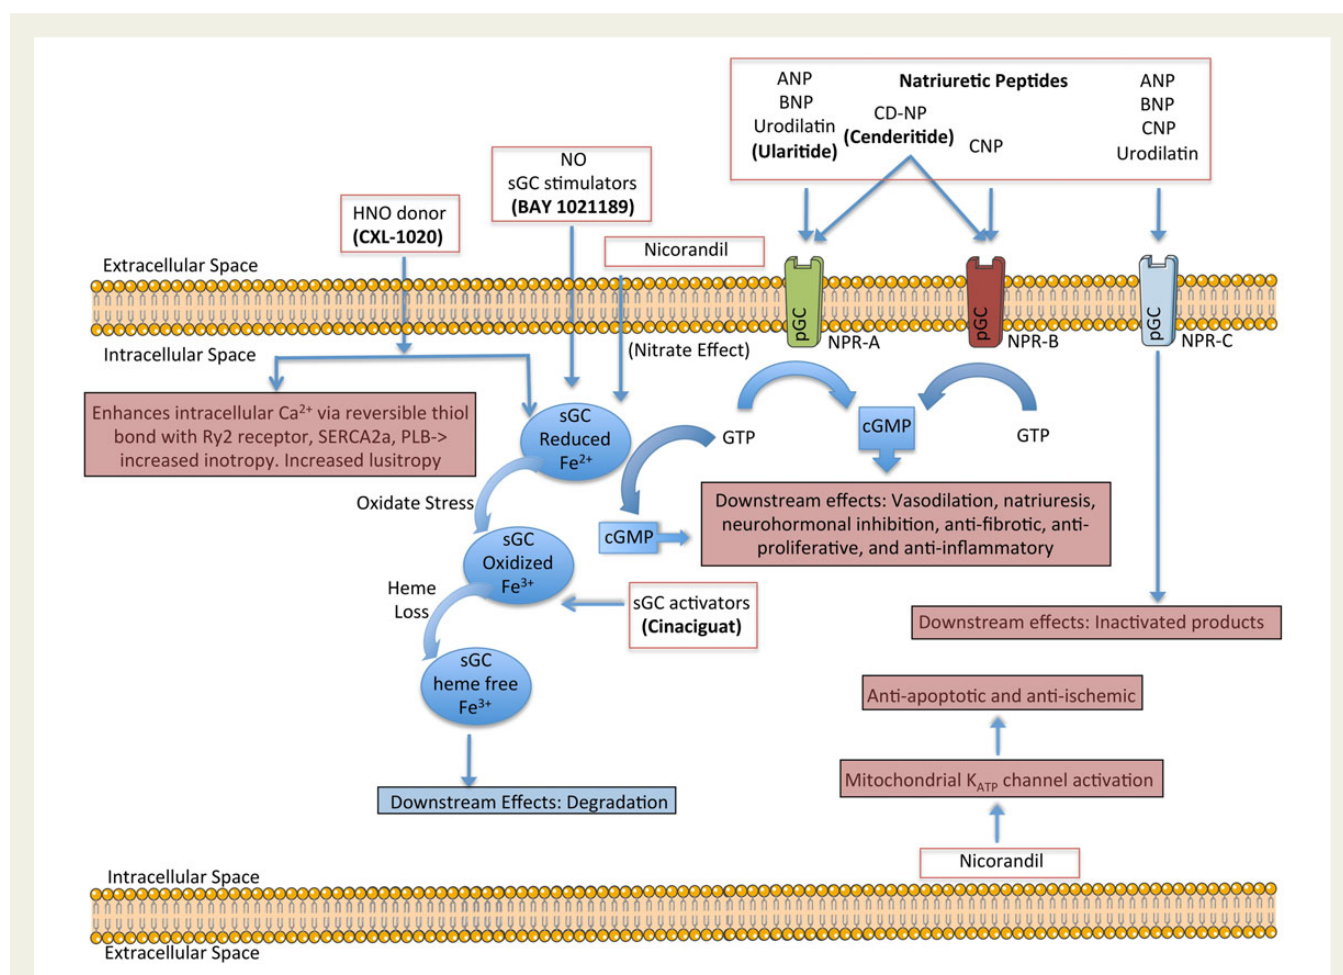 ANP
BNP
Urodilatin
(Ularitide)
Natriuretic Peptides
CD-NP
(Cenderitide)
CNP
ANP
BNP
CNP
Urodilatin
NO
sGC stimulators
(BAY 1021189)
HNO donor
(CXL-1020)
Nicorandil
Extracellular Space
Intracellular Space
(Nitrate Effect)
pGC
NPR-A
pGC
NPR-B
pGC
NPR-C
Enhances intracellular Ca²⁺ via reversible thiol
bond with Ry2 receptor, SERCA2a, PLB->
increased inotropy. Increased lusitropy
sGC
Reduced
Fe²⁺
GTP
cGMP
GTP
Oxidate Stress
cGMP
Downstream effects: Vasodilation, natriuresis,
neurohormonal inhibition, anti-fibrotic, anti-
proliferative, and anti-inflammatory
sGC
Oxidized
Fe³⁺
Heme
Loss
sGC activators
(Cinaciguat)
Downstream effects: Inactivated products
sGC
heme free
Fe³⁺
Anti-apoptotic and anti-ischemic
Mitochondrial K_ATP channel activation
Downstream Effects: Degradation
Nicorandil
Intracellular Space
Extracellular Space